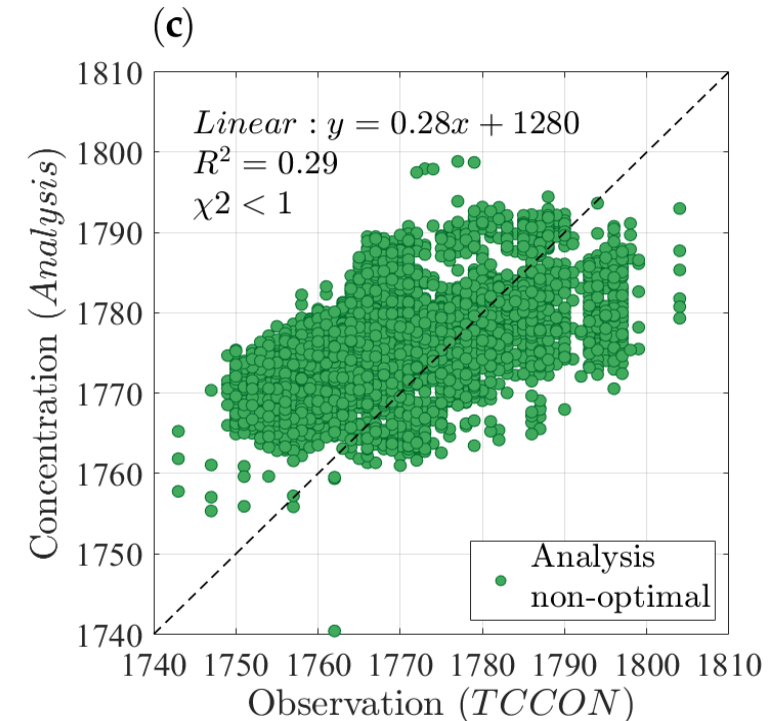 (c)
1810
1800
1790
1780
1770
1760
1750
1740
Concentration (Analysis)
Linear : y = 0.28x + 1280
R² = 0.29
χ2 < 1
Analysis
non-optimal
1740 1750 1760 1770 1780 1790 1800 1810
Observation (TCCON)